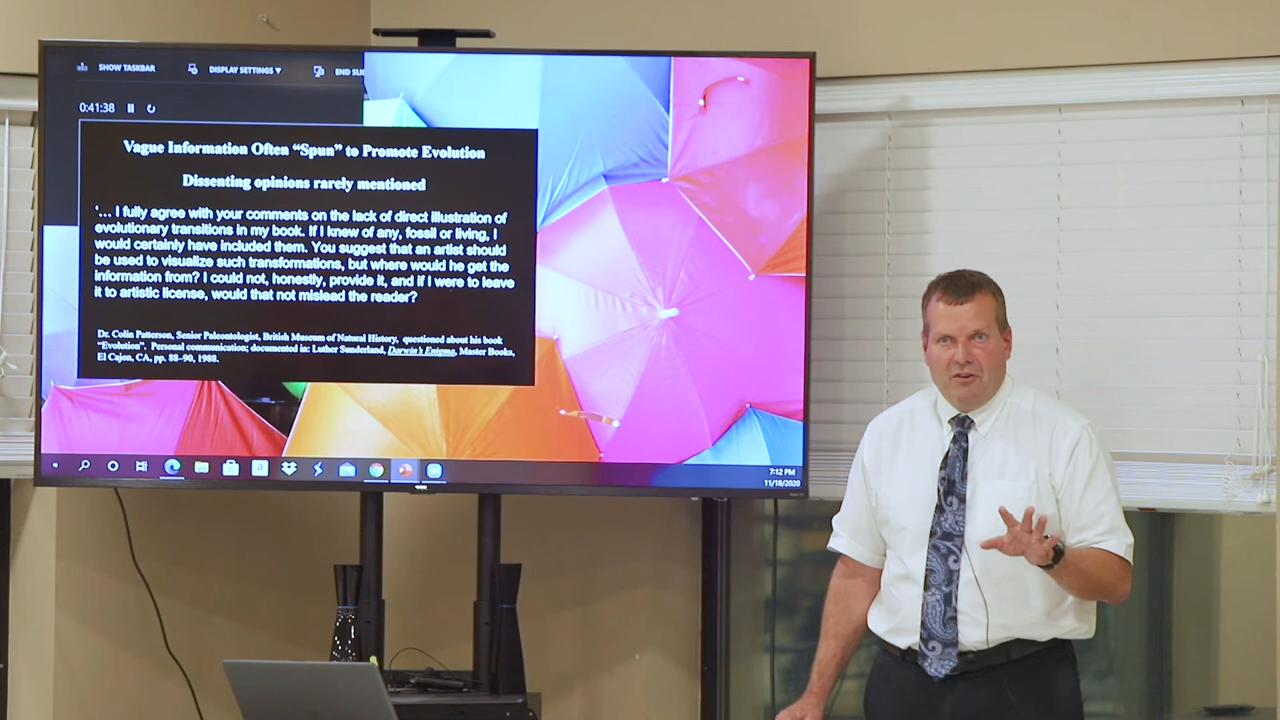 SHOW TASKBAR DISPLAY SETTINGS ▼ END SLI
0:41:38
Vague Information Often “Spun” to Promote Evolution
Dissenting opinions rarely mentioned
‘… I fully agree with your comments on the lack of direct illustration of
evolutionary transitions in my book. If I knew of any, fossil or living, I
would certainly have included them. You suggest that an artist should
be used to visualize such transformations, but where would he get the
information from? I could not, honestly, provide it, and if I were to leave
it to artistic license, would that not mislead the reader?
Dr. Colin Patterson, Senior Paleontologist, British Museum of Natural History, questioned about his book
“Evolution”. Personal communication; documented in: Luther Sunderland, Darwin's Enigma, Master Books,
El Cajon, CA, pp. 88–90, 1988.
7:12 PM
11/18/2020